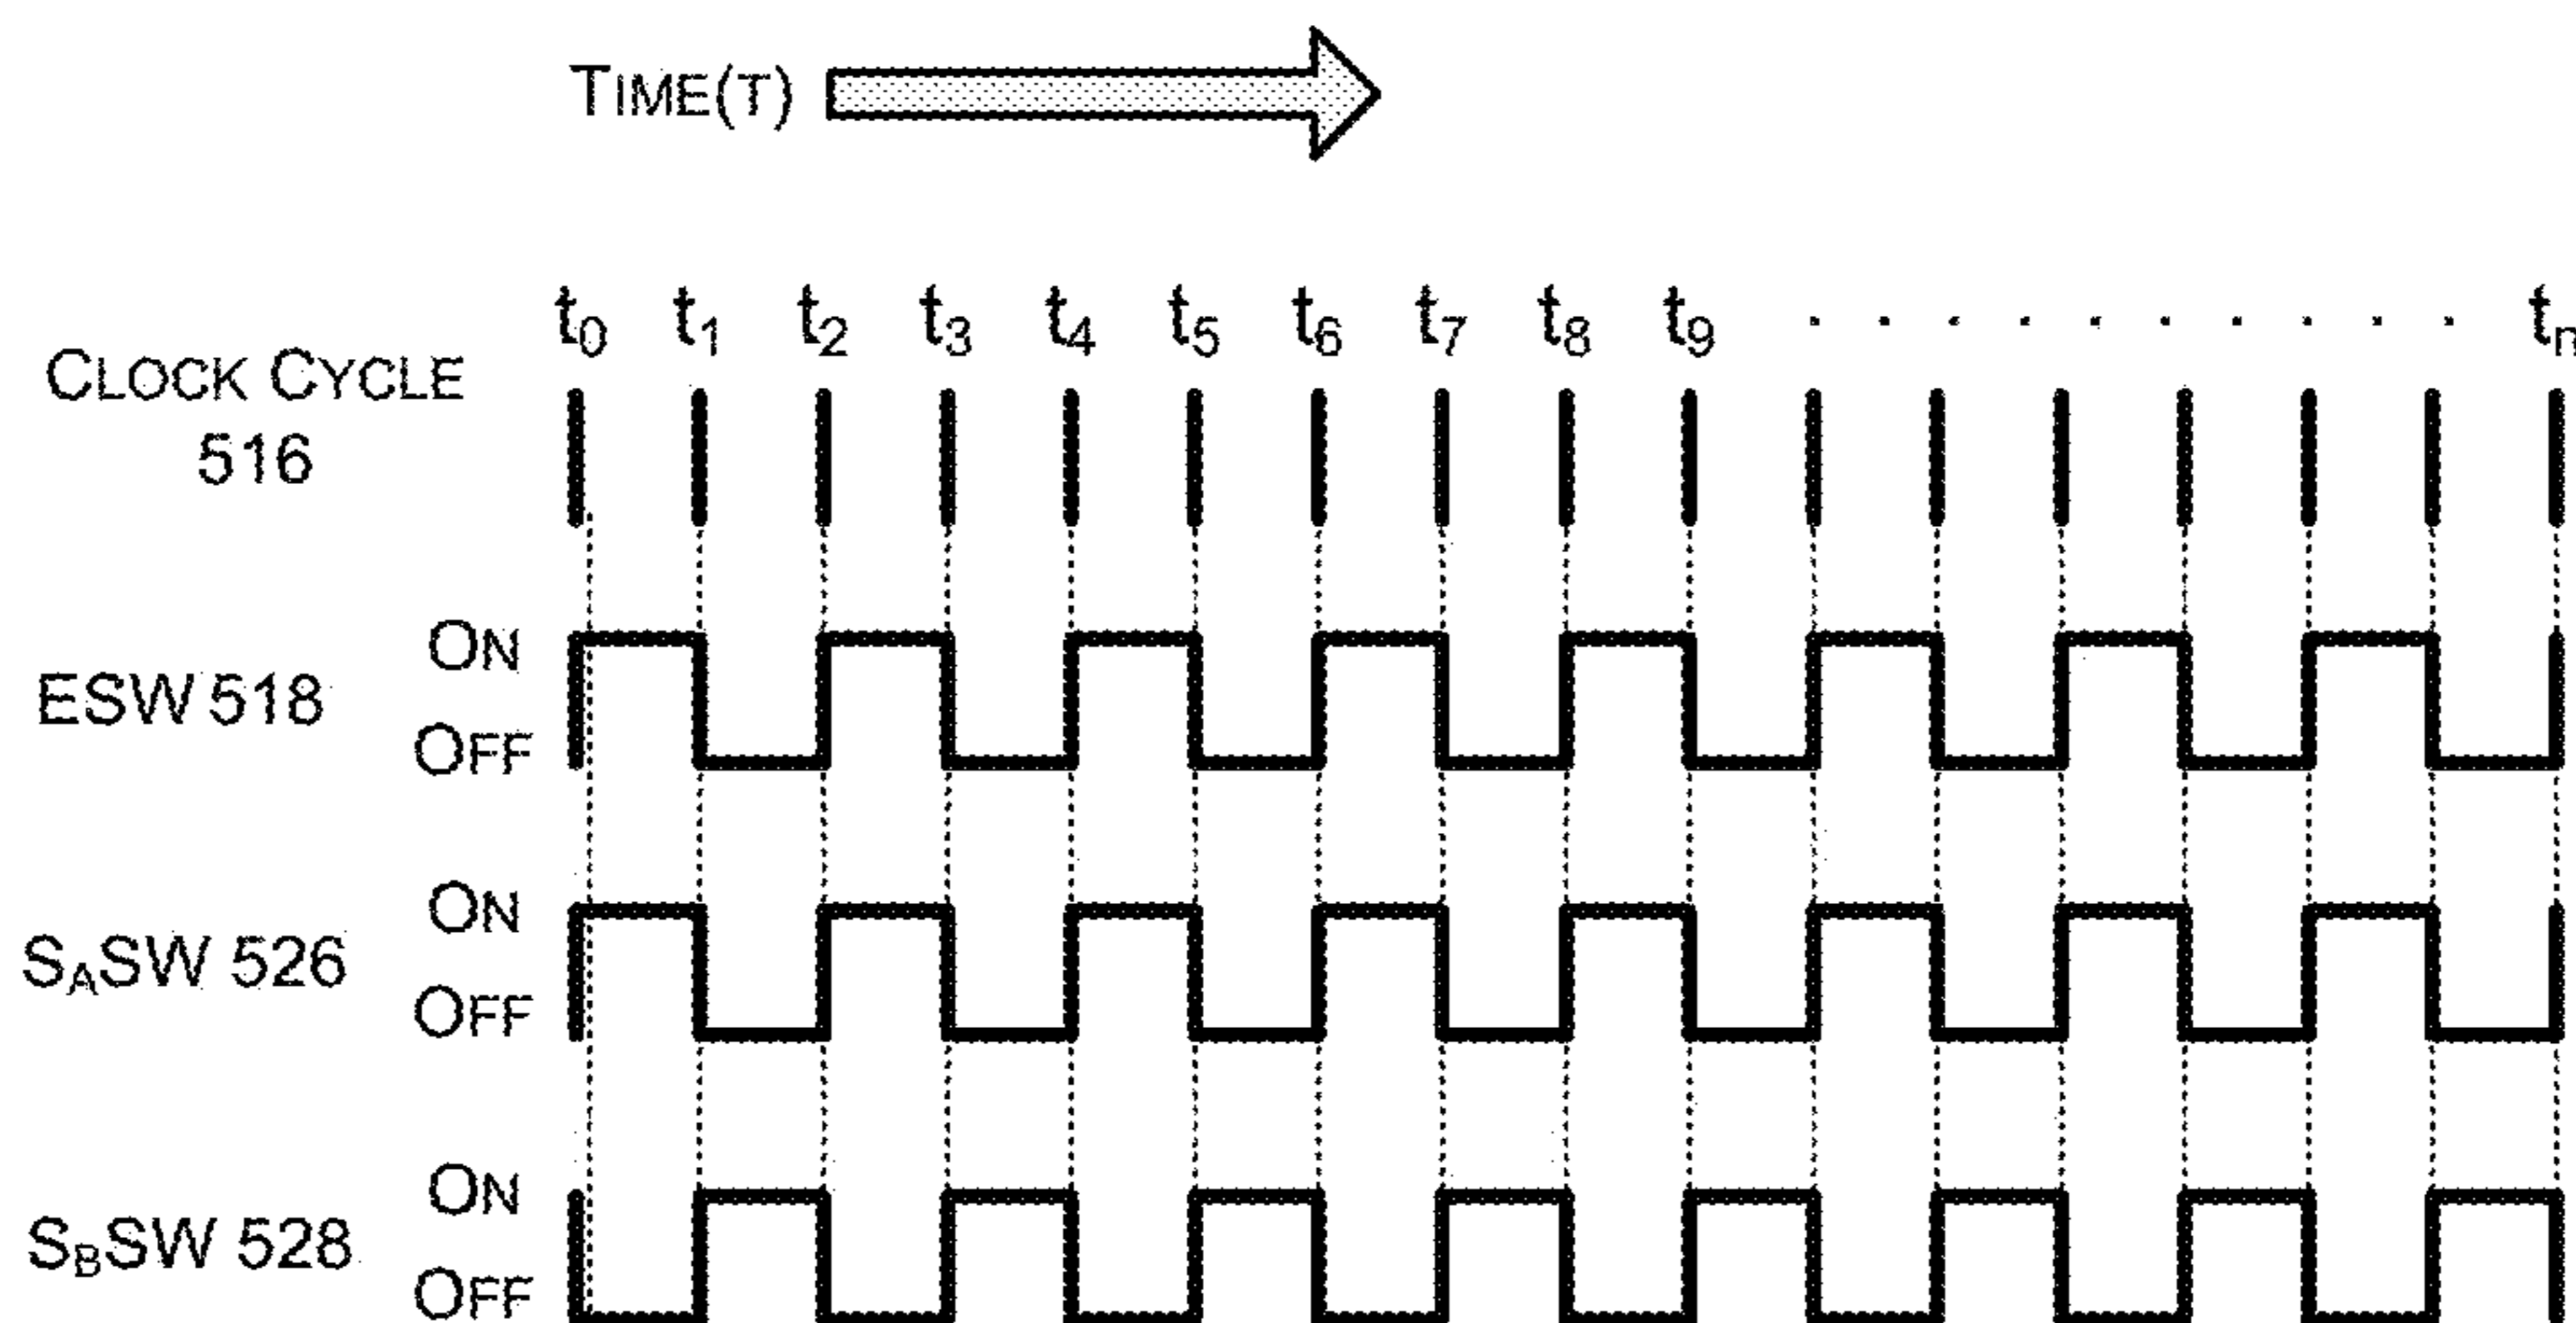 TIME(T)
t0 t1 t2 t3 t4 t5 t6 t7 t8 t9 . . . . . . . . . . tn
CLOCK CYCLE
516
ON
ESW 518
OFF
ON
SASW 526
OFF
ON
SBSW 528
OFF